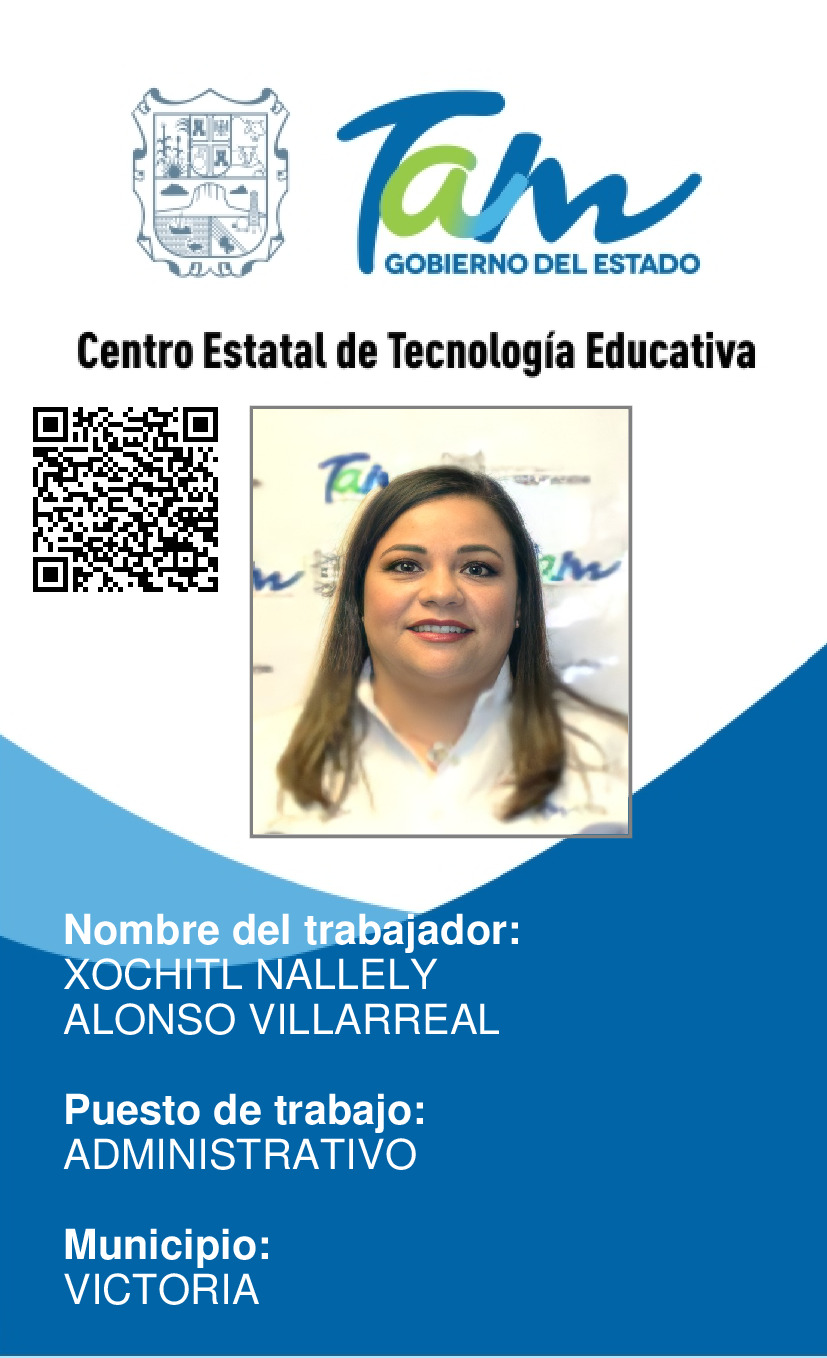 Tam
GOBIERNO DEL ESTADO
Centro Estatal de Tecnología Educativa
Tam
Nombre del trabajador:
XOCHITL NALLELY
ALONSO VILLARREAL
Puesto de trabajo:
ADMINISTRATIVO
Municipio:
VICTORIA